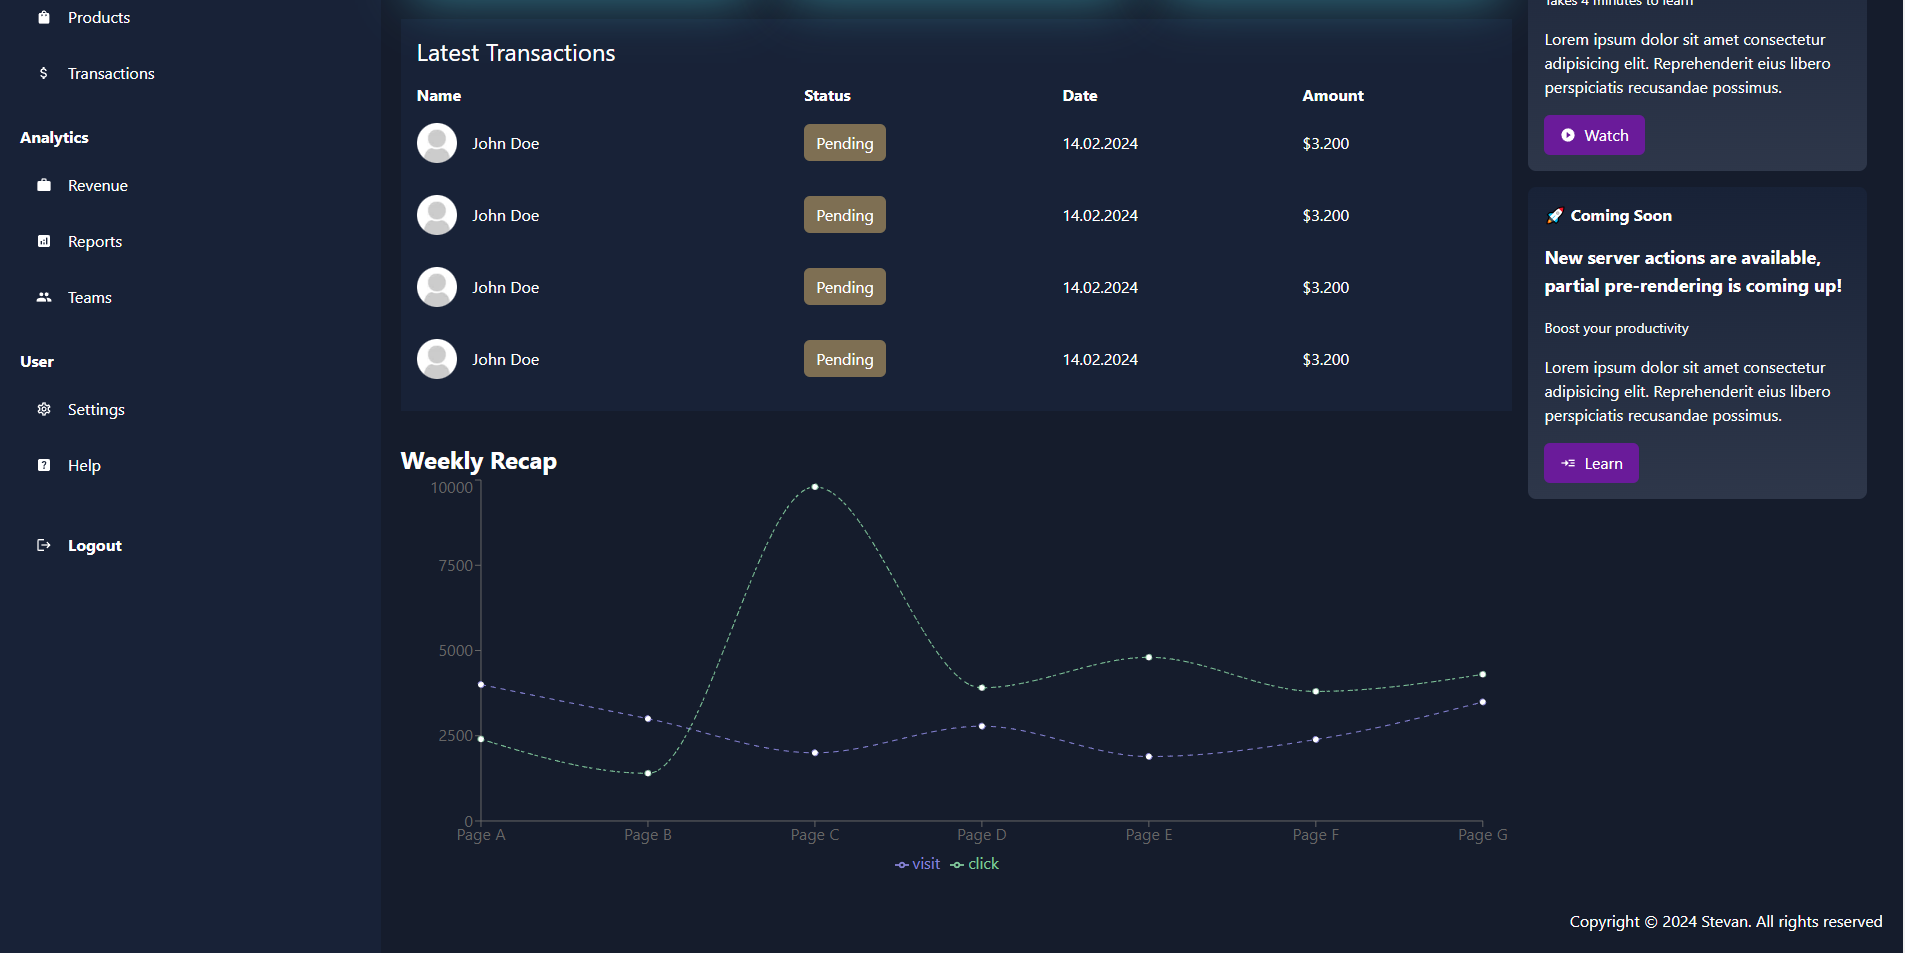 Products
Transactions
Analytics
Revenue
Reports
Teams
User
Settings
Help
Logout
Latest Transactions
Name Status Date Amount
John Doe Pending 14.02.2024 $3.200
John Doe Pending 14.02.2024 $3.200
John Doe Pending 14.02.2024 $3.200
John Doe Pending 14.02.2024 $3.200
Weekly Recap
10000
7500
5000
2500
0
Page A Page B Page C Page D Page E Page F Page G
visit click
Takes 4 minutes to learn
Lorem ipsum dolor sit amet consectetur
adipisicing elit. Reprehenderit eius libero
perspiciatis recusandae possimus.
Watch
🚀 Coming Soon
New server actions are available,
partial pre-rendering is coming up!
Boost your productivity
Lorem ipsum dolor sit amet consectetur
adipisicing elit. Reprehenderit eius libero
perspiciatis recusandae possimus.
Learn
Copyright © 2024 Stevan. All rights reserved